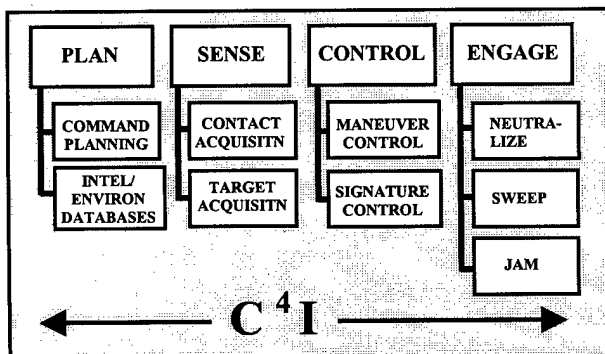 PLAN
COMMAND
PLANNING
INTEL/
ENVIRON
DATABASES
SENSE
CONTACT
ACQUISITN
TARGET
ACQUISITN
CONTROL
MANEUVER
CONTROL
SIGNATURE
CONTROL
ENGAGE
NEUTRA-
LIZE
SWEEP
JAM
C 4 I